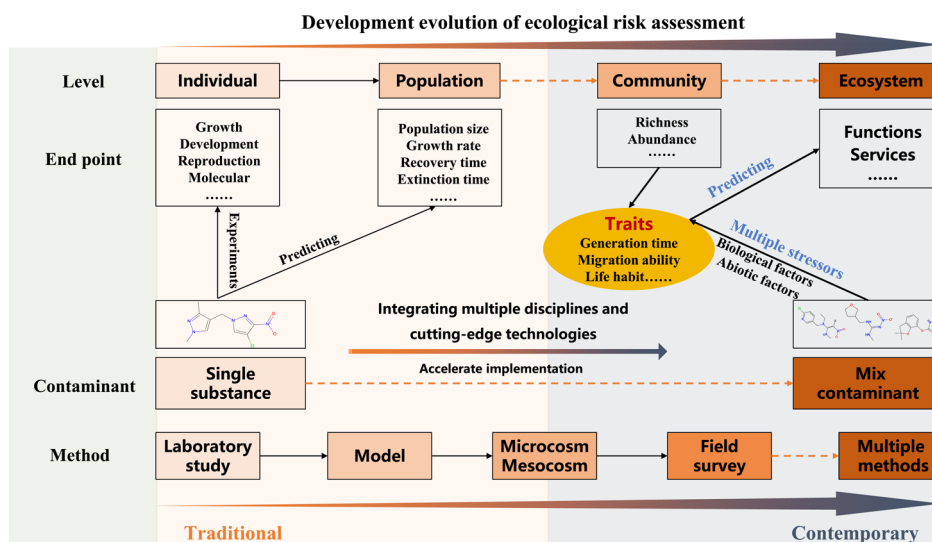 Development evolution of ecological risk assessment
Level
Individual
Population
Community
Ecosystem
End point
Growth
Development
Reproduction
Molecular
……
Population size
Growth rate
Recovery time
Extinction time
……
Richness
Abundance
……
Functions
Services
……
Experiments
Predicting
Traits
Generation time
Migration ability
Life habit……
Predicting
Multiple stressors
Biological factors
Abiotic factors
Integrating multiple disciplines and
cutting-edge technologies
Accelerate implementation
Contaminant
Single
substance
Mix
contaminant
Method
Laboratory
study
Model
Microcosm
Mesocosm
Field
survey
Multiple
methods
Traditional
Contemporary